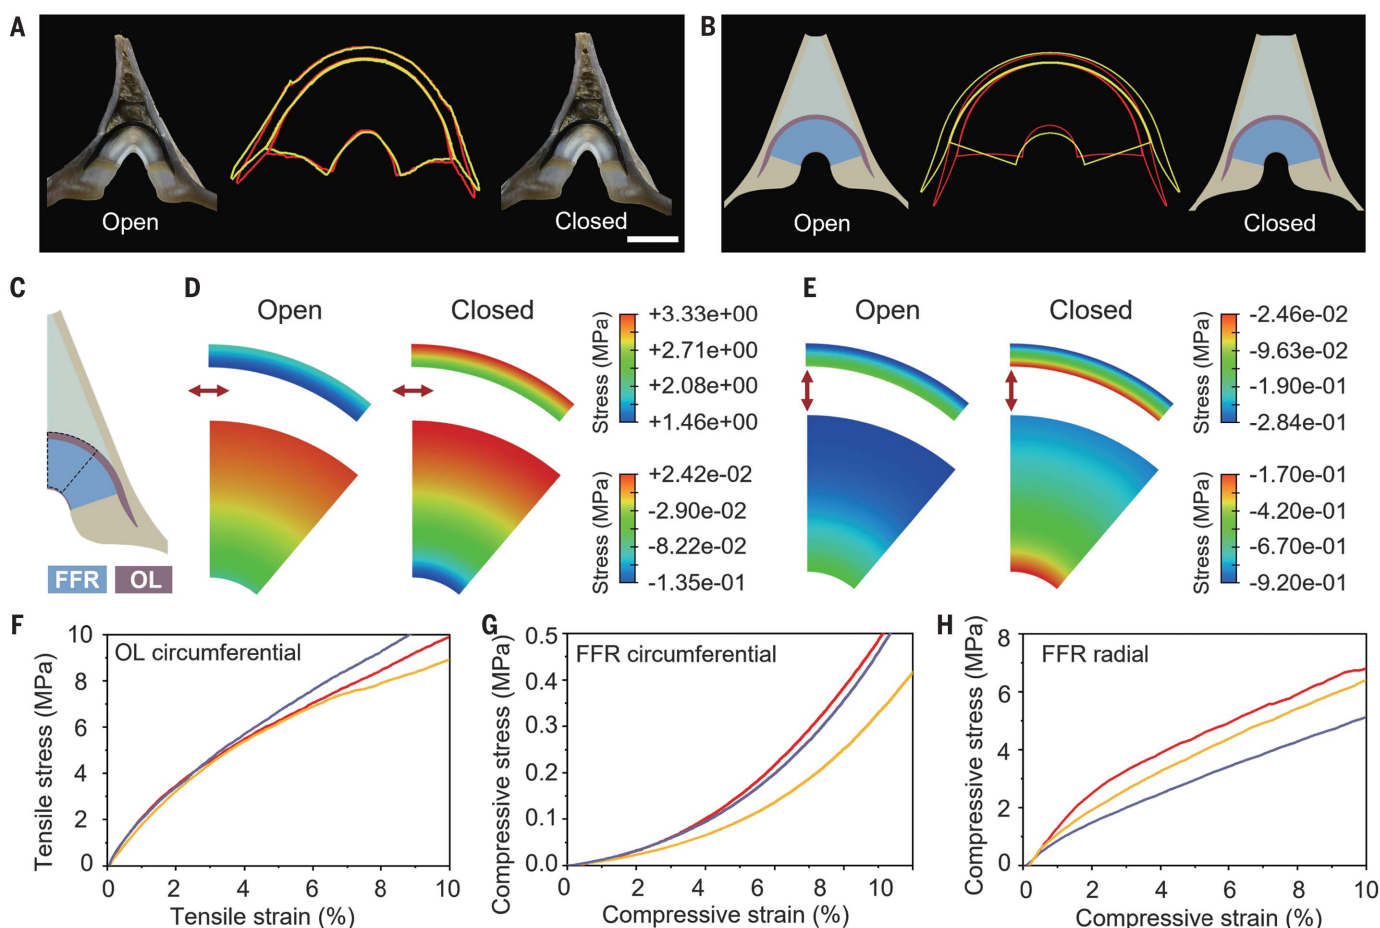 A
Open
Closed
B
Open
Closed
C
FFR
OL
D
Open
Closed
Stress (MPa)
+3.33e+00
+2.71e+00
+2.08e+00
+1.46e+00
Stress (MPa)
+2.42e-02
-2.90e-02
-8.22e-02
-1.35e-01
E
Open
Closed
Stress (MPa)
-2.46e-02
-9.63e-02
-1.90e-01
-2.84e-01
Stress (MPa)
-1.70e-01
-4.20e-01
-6.70e-01
-9.20e-01
F
OL circumferential
Tensile stress (MPa)
10
8
6
4
2
0
0 2 4 6 8 10
Tensile strain (%)
G
FFR circumferential
Compressive stress (MPa)
0.5
0.4
0.3
0.2
0.1
0.0
0 2 4 6 8 10
Compressive strain (%)
H
FFR radial
Compressive stress (MPa)
8
6
4
2
0
0 2 4 6 8 10
Compressive strain (%)